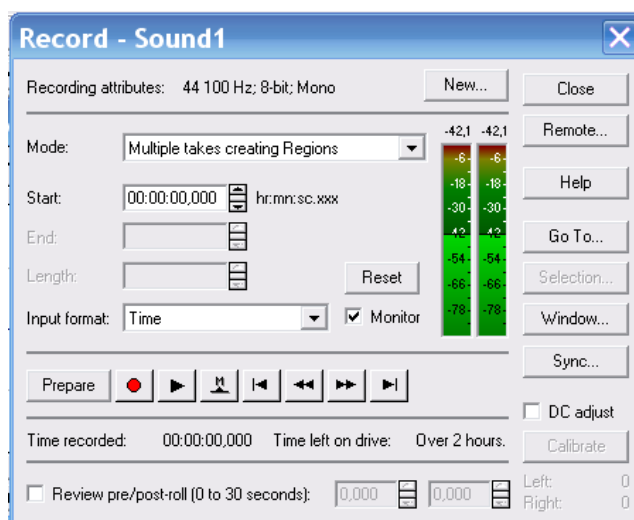 Record - Sound1
Recording attributes: 44 100 Hz; 8-bit; Mono
New...
Close
Mode: Multiple takes creating Regions
-42,1 -42,1
Remote...
-6- -6-
-18- -18-
-30- -30-
-42- -42-
-54- -54-
-66- -66-
-78- -78-
Start: 00:00:00,000 hr:mn:sc.xxx
Help
End:
Go To...
Length:
Reset
Selection...
Input format: Time
Monitor
Window...
Sync...
Prepare
M
DC adjust
Time recorded: 00:00:00,000 Time left on drive: Over 2 hours.
Calibrate
Review pre/post-roll (0 to 30 seconds): 0,000 0,000
Left: 0
Right: 0